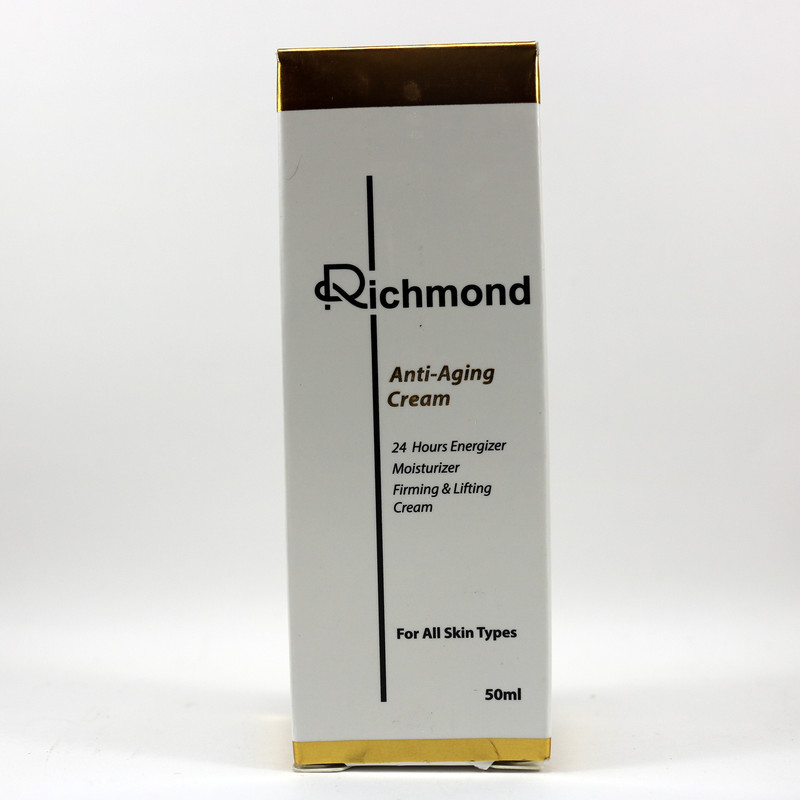 Richmond
Anti-Aging
Cream
24 Hours Energizer
Moisturizer
Firming & Lifting
Cream
For All Skin Types
50ml